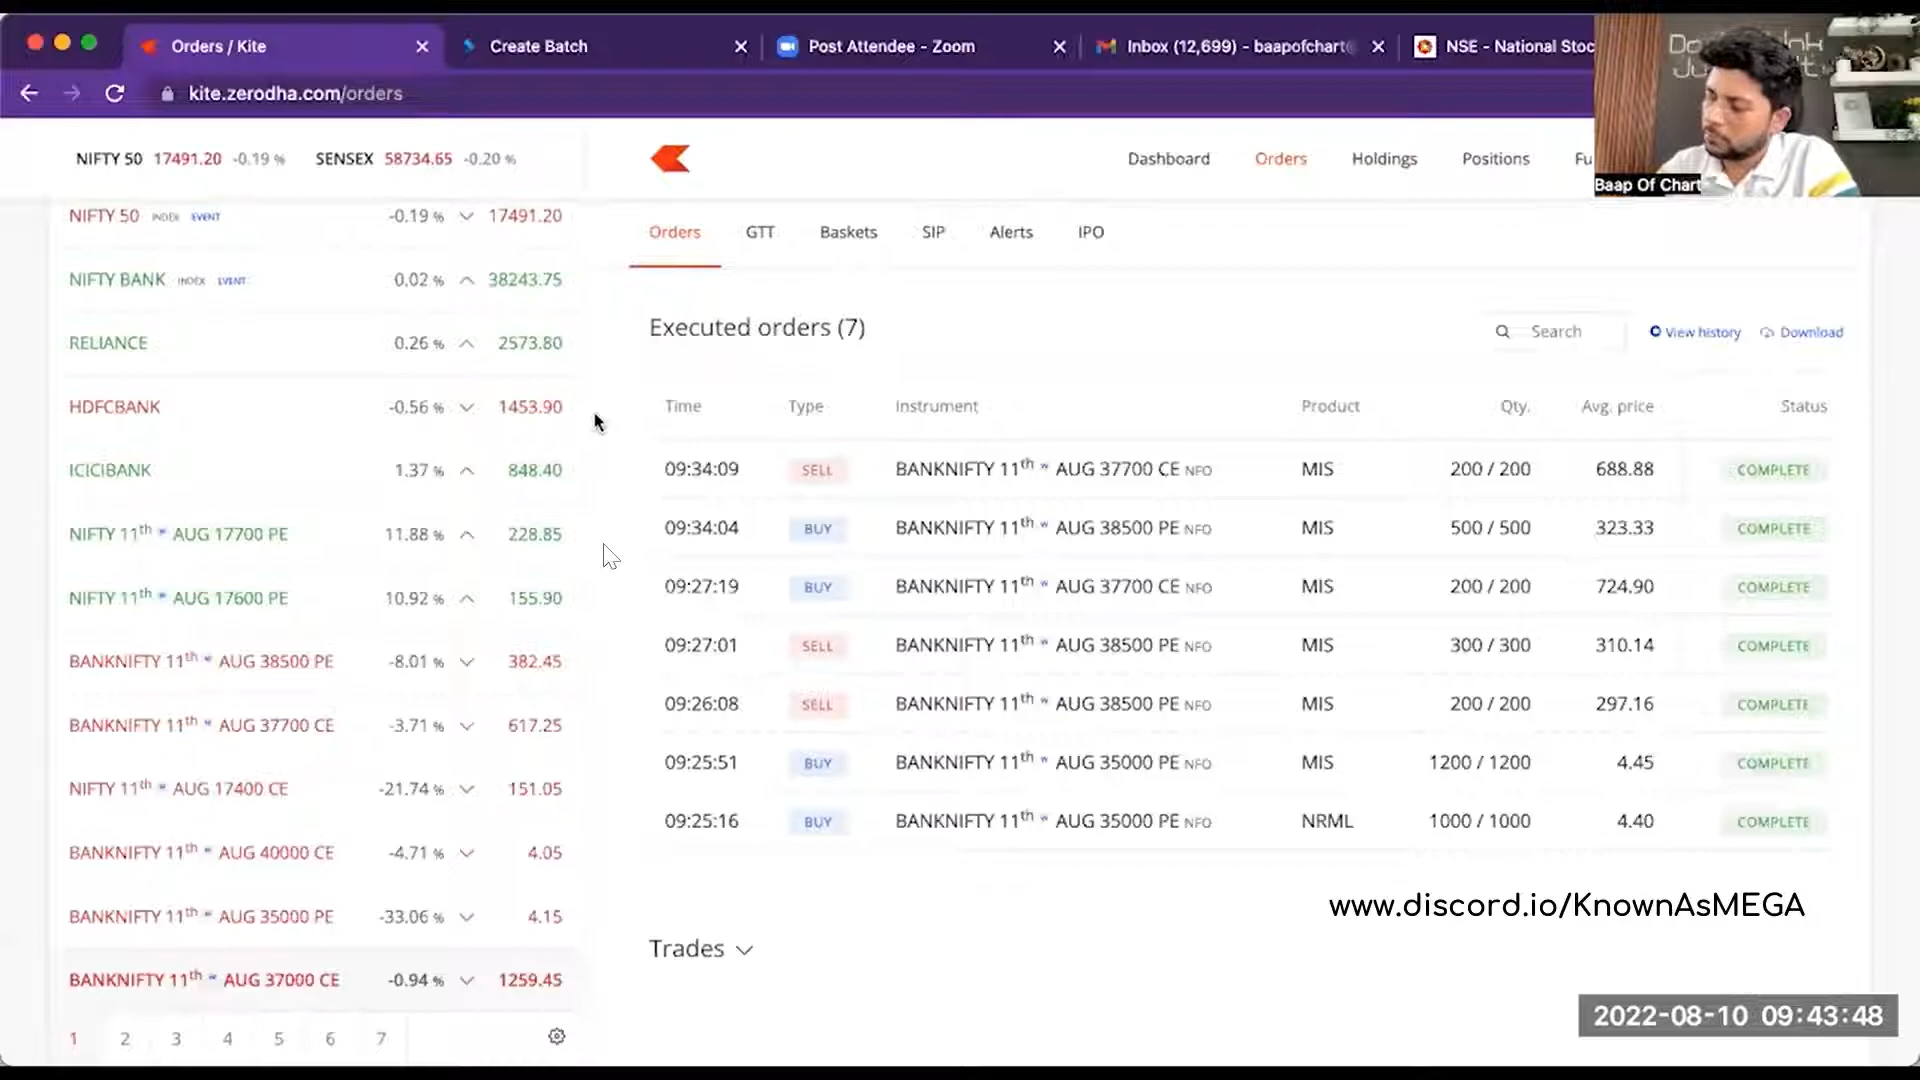 Orders / Kite
Create Batch
Post Attendee - Zoom
Inbox (12,699) - baapofchart
NSE - National Stoc
kite.zerodha.com/orders
Baap Of Chart
NIFTY 50 17491.20 -0.19 % SENSEX 58734.65 -0.20 %
Dashboard Orders Holdings Positions Fu
NIFTY 50 INDEX EVENT -0.19 % 17491.20
NIFTY BANK INDEX EVENT 0.02 % 38243.75
RELIANCE 0.26 % 2573.80
HDFCBANK -0.56 % 1453.90
ICICIBANK 1.37 % 848.40
NIFTY 11th w AUG 17700 PE 11.88 % 228.85
NIFTY 11th w AUG 17600 PE 10.92 % 155.90
BANKNIFTY 11th w AUG 38500 PE -8.01 % 382.45
BANKNIFTY 11th w AUG 37700 CE -3.71 % 617.25
NIFTY 11th w AUG 17400 CE -21.74 % 151.05
BANKNIFTY 11th w AUG 40000 CE -4.71 % 4.05
BANKNIFTY 11th w AUG 35000 PE -33.06 % 4.15
BANKNIFTY 11th w AUG 37000 CE -0.94 % 1259.45
1 2 3 4 5 6 7
Orders GTT Baskets SIP Alerts IPO
Executed orders (7)
Search View history Download
Time Type Instrument Product Qty. Avg. price Status
09:34:09 SELL BANKNIFTY 11th w AUG 37700 CE NFO MIS 200 / 200 688.88 COMPLETE
09:34:04 BUY BANKNIFTY 11th w AUG 38500 PE NFO MIS 500 / 500 323.33 COMPLETE
09:27:19 BUY BANKNIFTY 11th w AUG 37700 CE NFO MIS 200 / 200 724.90 COMPLETE
09:27:01 SELL BANKNIFTY 11th w AUG 38500 PE NFO MIS 300 / 300 310.14 COMPLETE
09:26:08 SELL BANKNIFTY 11th w AUG 38500 PE NFO MIS 200 / 200 297.16 COMPLETE
09:25:51 BUY BANKNIFTY 11th w AUG 35000 PE NFO MIS 1200 / 1200 4.45 COMPLETE
09:25:16 BUY BANKNIFTY 11th w AUG 35000 PE NFO NRML 1000 / 1000 4.40 COMPLETE
www.discord.io/KnownAsMEGA
Trades
2022-08-10 09:43:48